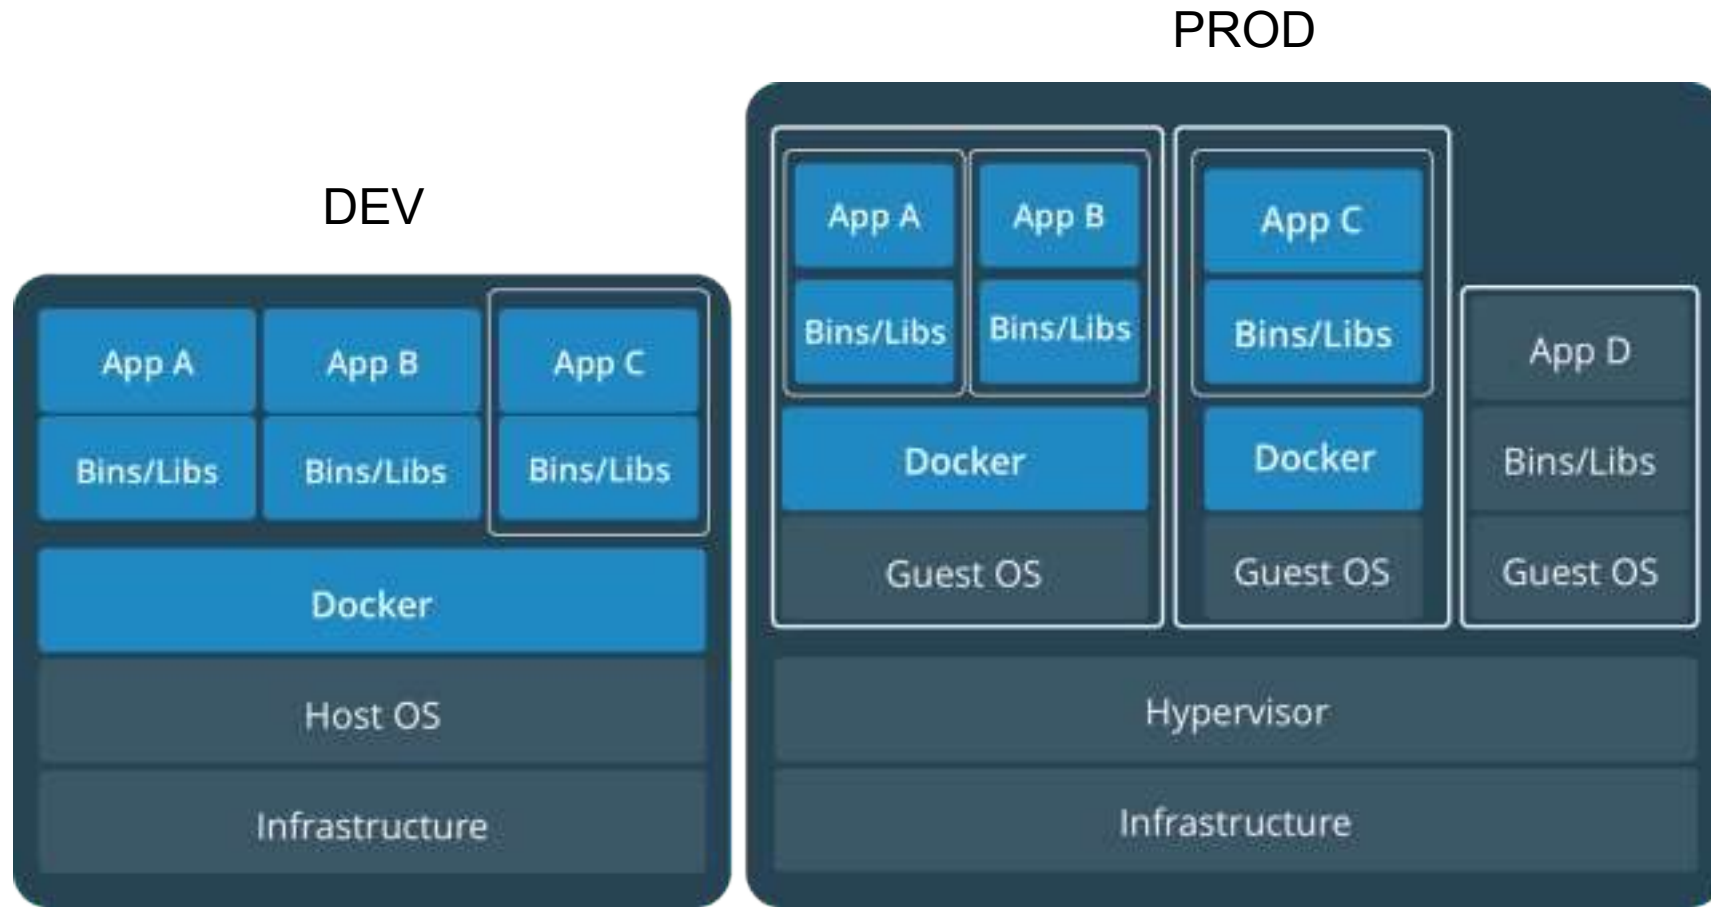 DEV
App A
App B
App C
Bins/Libs
Bins/Libs
Bins/Libs
Docker
Host OS
Infrastructure
PROD
App A
App B
App C
Bins/Libs
Bins/Libs
Bins/Libs
App D
Docker
Docker
Bins/Libs
Guest OS
Guest OS
Guest OS
Hypervisor
Infrastructure